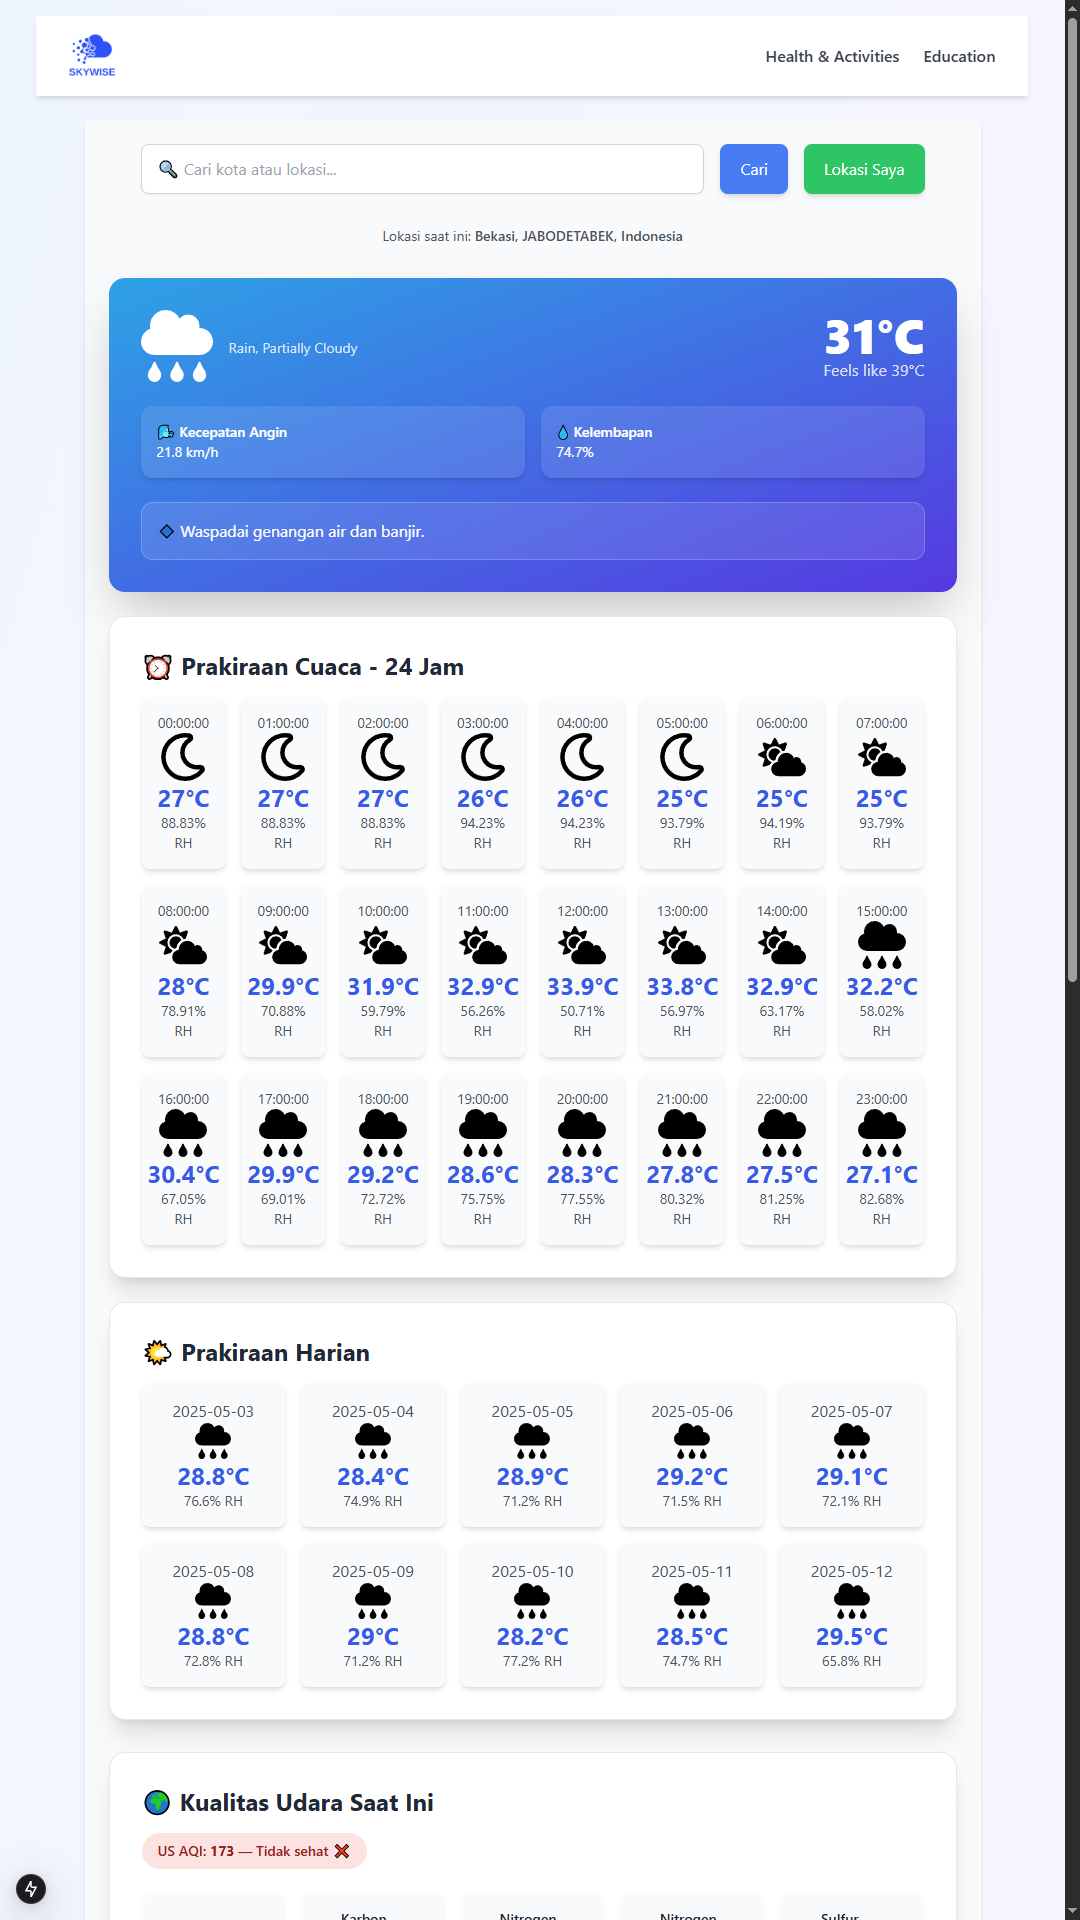 SKYWISE
Health & Activities
Education
Cari kota atau lokasi...
Cari
Lokasi Saya
Lokasi saat ini: Bekasi, JABODETABEK, Indonesia
Rain, Partially Cloudy
31°C
Feels like 39°C
Kecepatan Angin
21.8 km/h
Kelembapan
74.7%
Waspadai genangan air dan banjir.
Prakiraan Cuaca - 24 Jam
00:00:00 01:00:00 02:00:00 03:00:00 04:00:00 05:00:00 06:00:00 07:00:00
27°C 27°C 27°C 26°C 26°C 25°C 25°C 25°C
88.83% 88.83% 88.83% 94.23% 94.23% 93.79% 94.19% 93.79%
RH RH RH RH RH RH RH RH
08:00:00 09:00:00 10:00:00 11:00:00 12:00:00 13:00:00 14:00:00 15:00:00
28°C 29.9°C 31.9°C 32.9°C 33.9°C 33.8°C 32.9°C 32.2°C
78.91% 70.88% 59.79% 56.26% 50.71% 56.97% 63.17% 58.02%
RH RH RH RH RH RH RH RH
16:00:00 17:00:00 18:00:00 19:00:00 20:00:00 21:00:00 22:00:00 23:00:00
30.4°C 29.9°C 29.2°C 28.6°C 28.3°C 27.8°C 27.5°C 27.1°C
67.05% 69.01% 72.72% 75.75% 77.55% 80.32% 81.25% 82.68%
RH RH RH RH RH RH RH RH
Prakiraan Harian
2025-05-03 2025-05-04 2025-05-05 2025-05-06 2025-05-07
28.8°C 28.4°C 28.9°C 29.2°C 29.1°C
76.6% RH 74.9% RH 71.2% RH 71.5% RH 72.1% RH
2025-05-08 2025-05-09 2025-05-10 2025-05-11 2025-05-12
28.8°C 29°C 28.2°C 28.5°C 29.5°C
72.8% RH 71.2% RH 77.2% RH 74.7% RH 65.8% RH
Kualitas Udara Saat Ini
US AQI: 173 — Tidak sehat
Karbon Nitrogen Nitrogen Sulfur